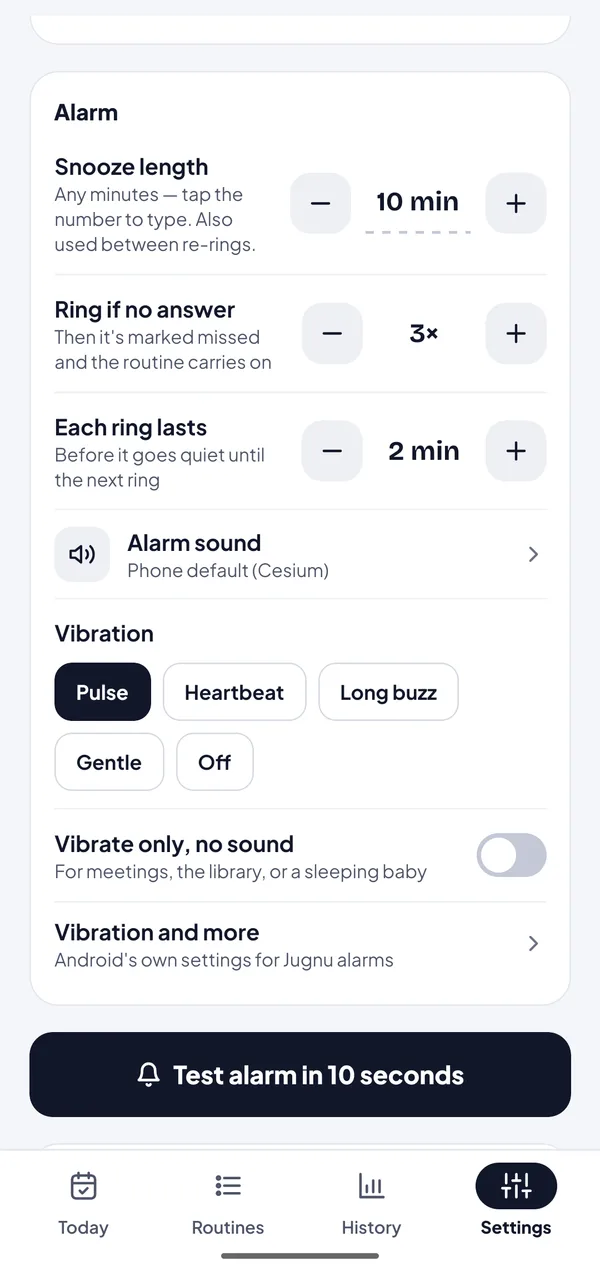 Alarm
Snooze length
Any minutes — tap the
number to type. Also
used between re-rings.
− 10 min +
Ring if no answer
Then it's marked missed
and the routine carries on
− 3× +
Each ring lasts
Before it goes quiet until
the next ring
− 2 min +
Alarm sound
Phone default (Cesium)
Vibration
Pulse Heartbeat Long buzz
Gentle Off
Vibrate only, no sound
For meetings, the library, or a sleeping baby
Vibration and more
Android's own settings for Jugnu alarms
Test alarm in 10 seconds
Today Routines History Settings